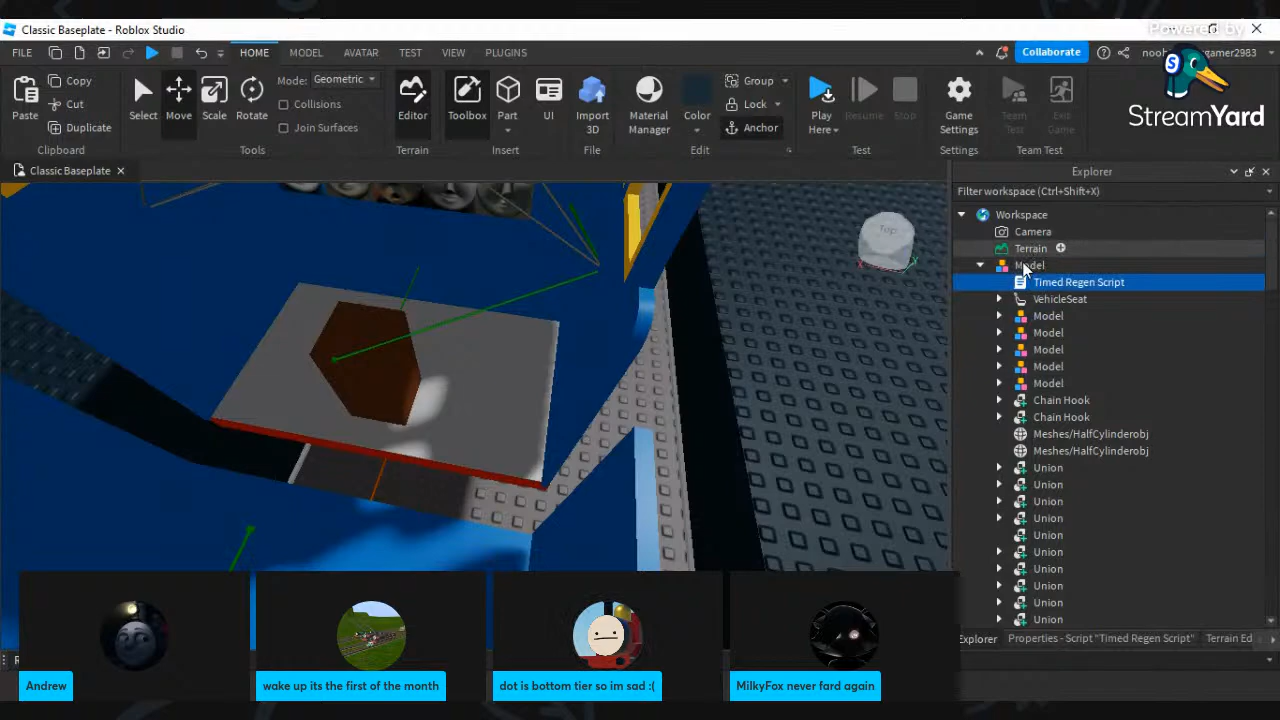 Classic Baseplate - Roblox Studio
Powered by
FILE
HOME
MODEL
AVATAR
TEST
VIEW
PLUGINS
Collaborate
StreamYard
Paste
Copy
Cut
Duplicate
Clipboard
Select
Move
Scale
Rotate
Mode: Geometric
Collisions
Join Surfaces
Tools
Editor
Terrain
Toolbox
Part
UI
Insert
Import
3D
File
Material
Manager
Color
Group
Lock
Anchor
Edit
Play
Here
Resume
Stop
Test
Game
Settings
Settings
Team
Test
Exit
Game
Team Test
Classic Baseplate
Top
X
Explorer
Filter workspace (Ctrl+Shift+X)
Workspace
Camera
Terrain
Model
Timed Regen Script
VehicleSeat
Model
Model
Model
Model
Model
Chain Hook
Chain Hook
Meshes/HalfCylinderobj
Meshes/HalfCylinderobj
Union
Union
Union
Union
Union
Union
Union
Union
Union
Union
Explorer
Properties - Script "Timed Regen Script"
Terrain Ed
Andrew
wake up its the first of the month
dot is bottom tier so im sad :(
MilkyFox never fard again